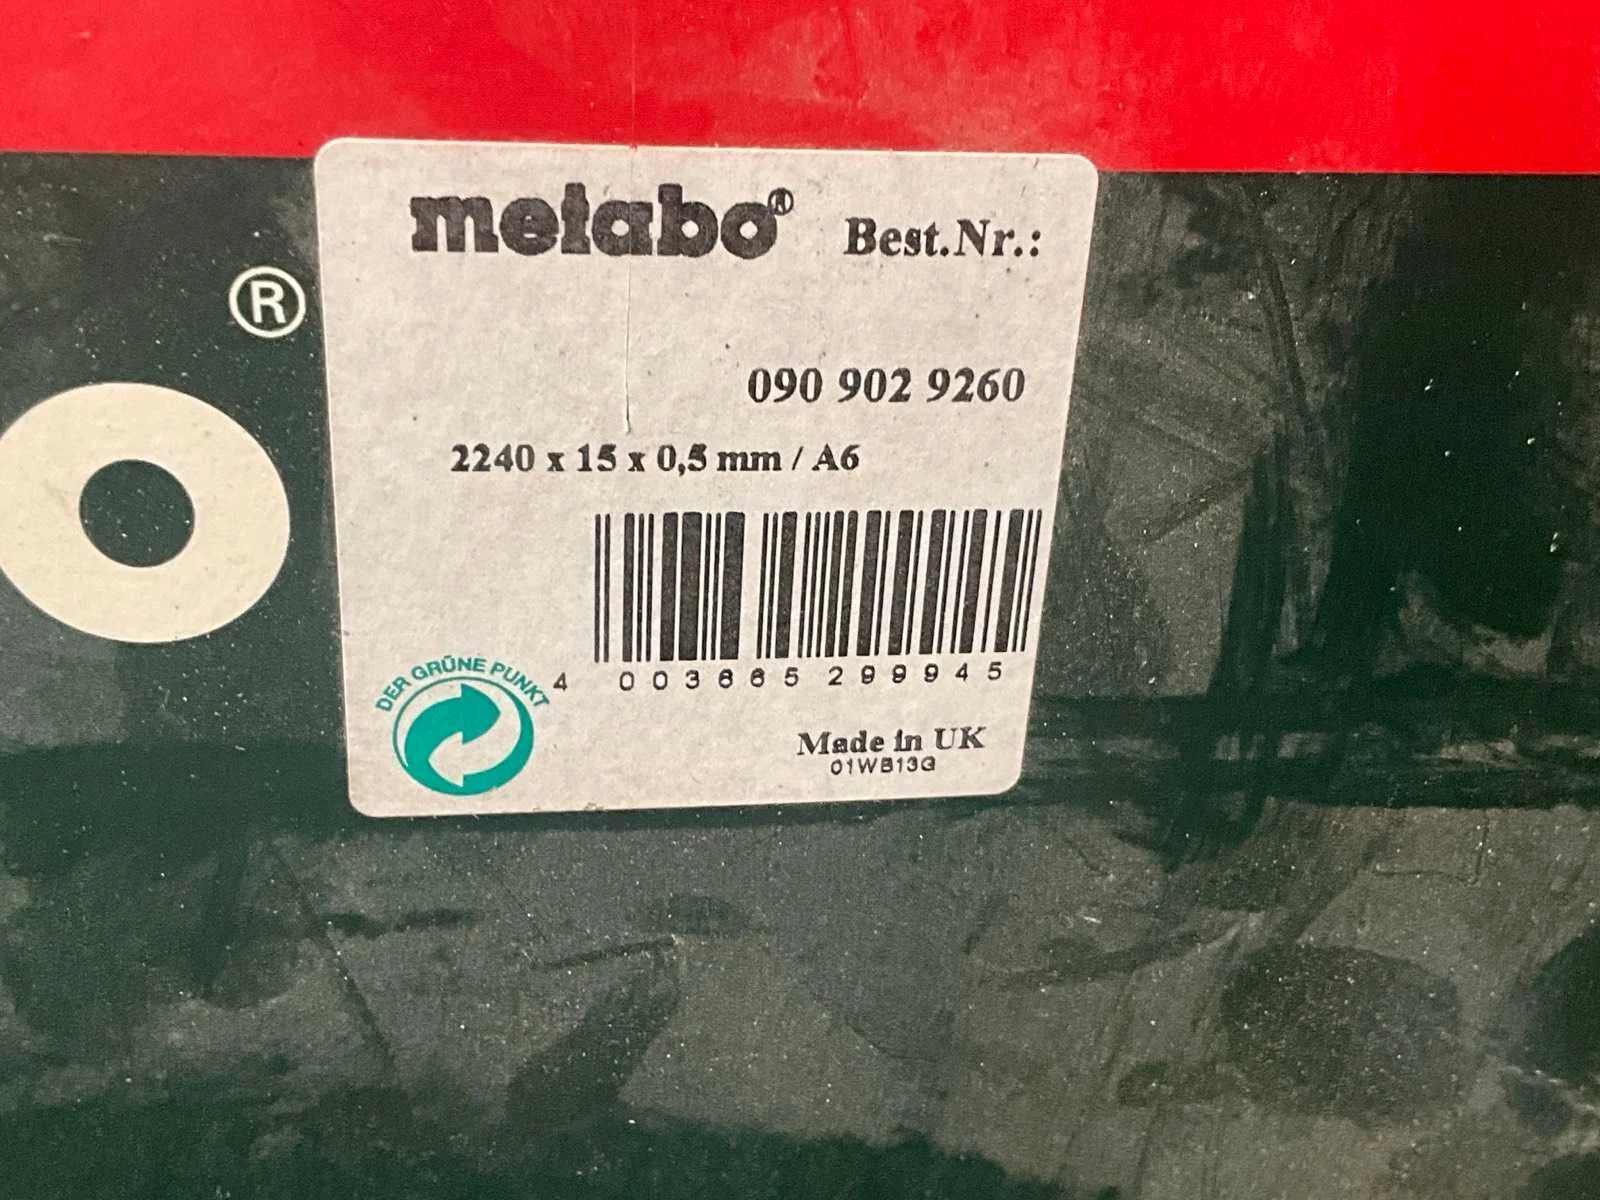 metabo® Best.Nr.:
®
090 902 9260
2240 x 15 x 0,5 mm / A6
o
4 003665 299945
DER GRÜNE PUNKT
Made in UK
01WB13G